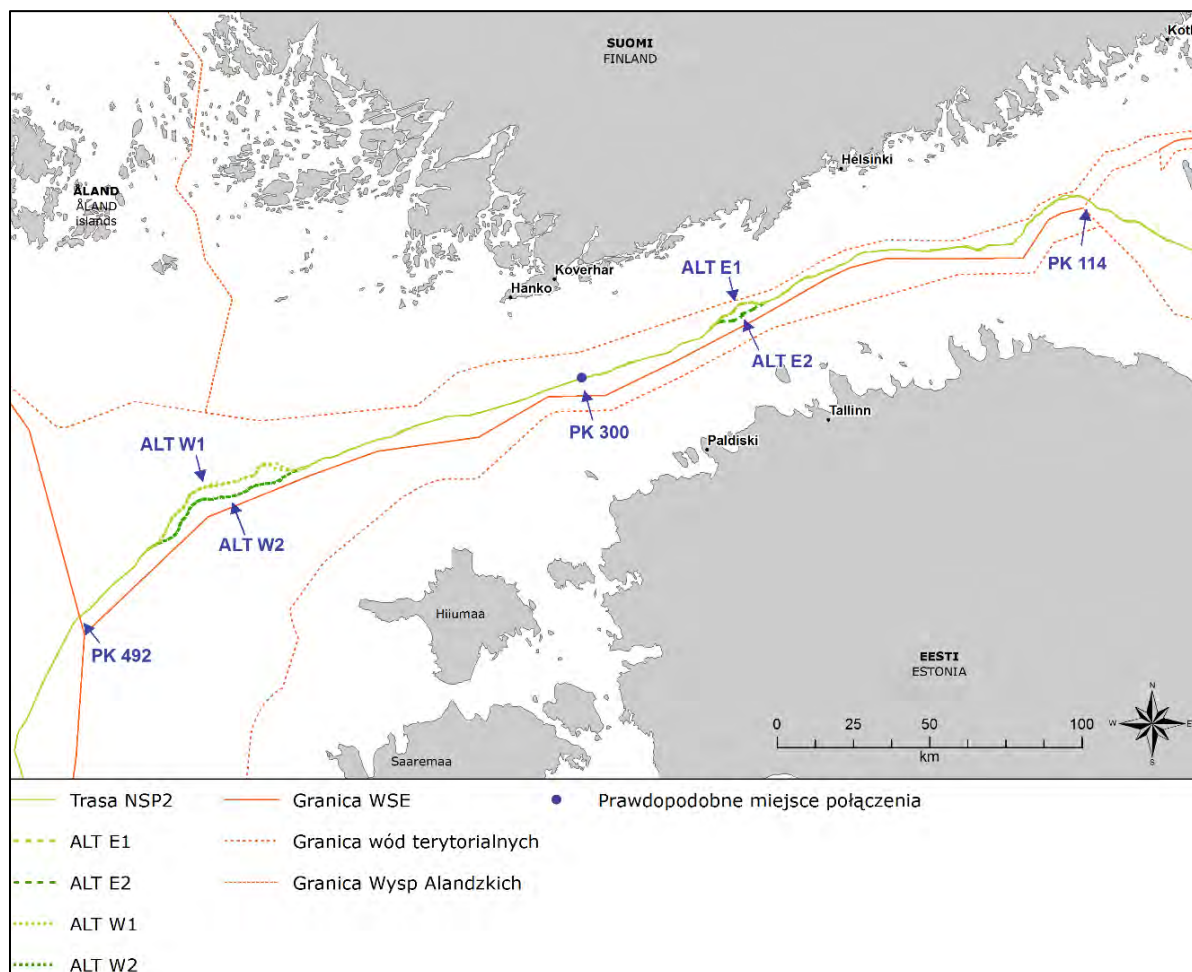 SUOMI
FINLAND
Kotl
Helsinki
ÅLAND
ÅLAND
islands
Koverhar
Hanko
ALT E1
PK 114
ALT E2
PK 300
Tallinn
Paldiski
ALT W1
ALT W2
Hiiumaa
PK 492
EESTI
ESTONIA
Saaremaa
N
W
E
S
0 25 50 100
km
Trasa NSP2
Granica WSE
Prawdopodobne miejsce połączenia
ALT E1
Granica wód terytorialnych
ALT E2
Granica Wysp Alandzkich
ALT W1
ALT W2